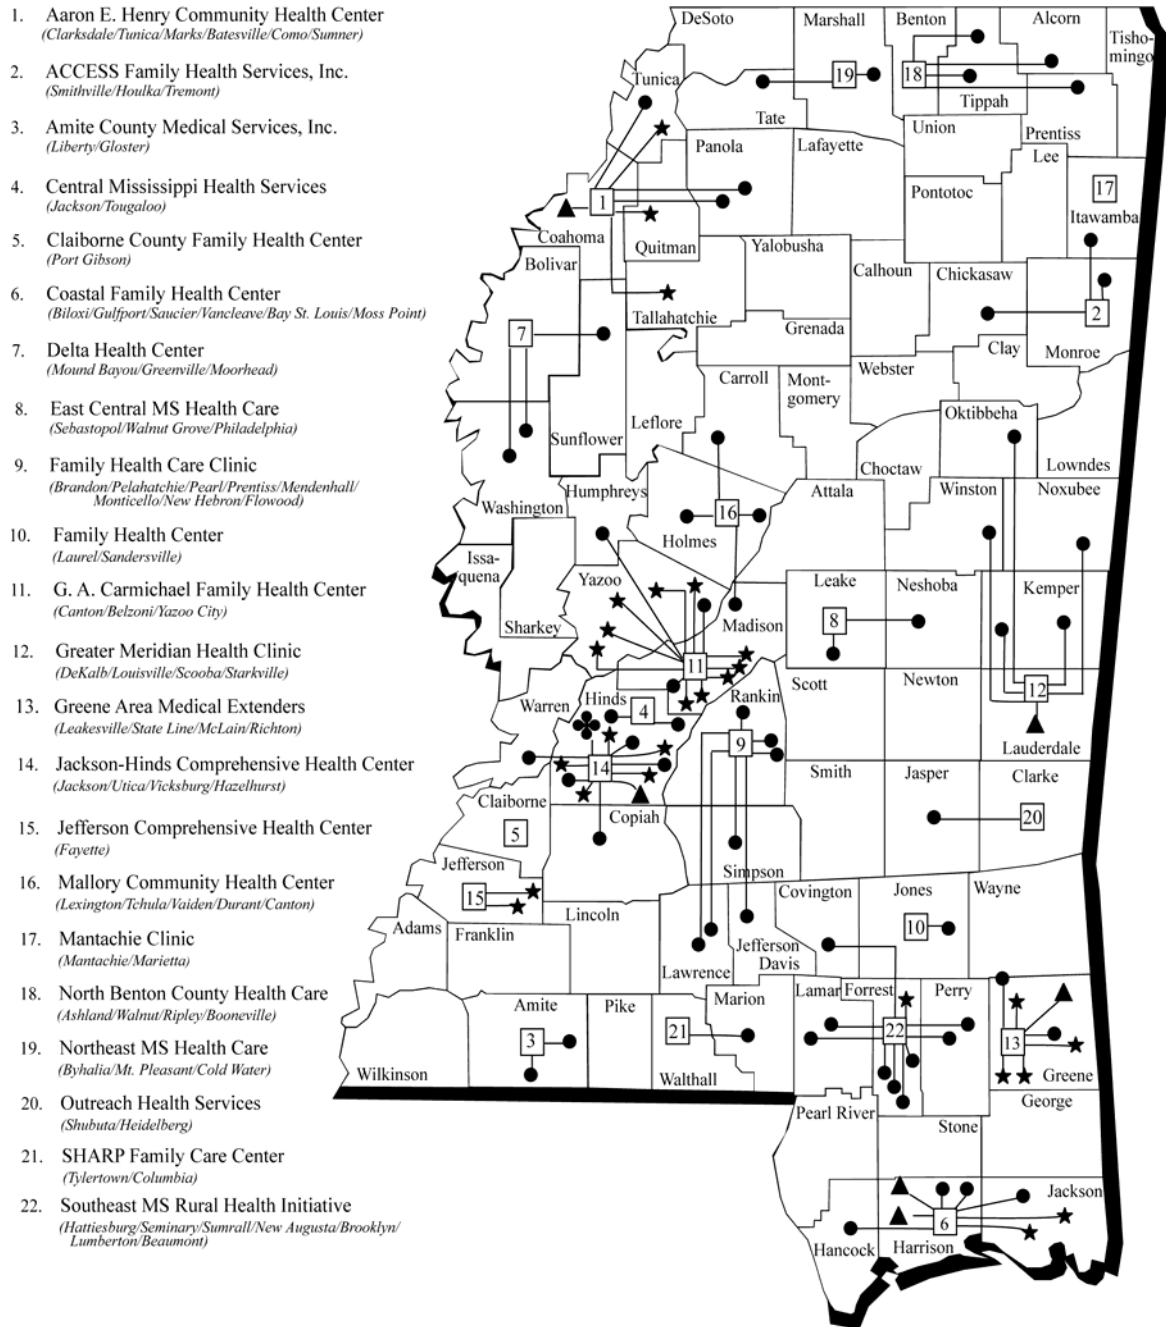 1. Aaron E. Henry Community Health Center
(Clarksdale/Tunica/Marks/Batesville/Como/Sumner)
2. ACCESS Family Health Services, Inc.
(Smithville/Houlka/Tremont)
3. Amite County Medical Services, Inc.
(Liberty/Gloster)
4. Central Mississippi Health Services
(Jackson/Tougaloo)
5. Claiborne County Family Health Center
(Port Gibson)
6. Coastal Family Health Center
(Biloxi/Gulfport/Saucier/Vancleave/Bay St. Louis/Moss Point)
7. Delta Health Center
(Mound Bayou/Greenville/Moorhead)
8. East Central MS Health Care
(Sebastopol/Walnut Grove/Philadelphia)
9. Family Health Care Clinic
(Brandon/Pelahatchie/Pearl/Prentiss/Mendenhall/
Monticello/New Hebron/Flowood)
10. Family Health Center
(Laurel/Sandersville)
11. G. A. Carmichael Family Health Center
(Canton/Belzoni/Yazoo City)
12. Greater Meridian Health Clinic
(DeKalb/Louisville/Scooba/Starkville)
13. Greene Area Medical Extenders
(Leakesville/State Line/McLain/Richton)
14. Jackson-Hinds Comprehensive Health Center
(Jackson/Utica/Vicksburg/Hazelhurst)
15. Jefferson Comprehensive Health Center
(Fayette)
16. Mallory Community Health Center
(Lexington/Tchula/Vaiden/Durant/Canton)
17. Mantachie Clinic
(Mantachie/Marietta)
18. North Benton County Health Care
(Ashland/Walnut/Ripley/Booneville)
19. Northeast MS Health Care
(Byhalia/Mt. Pleasant/Cold Water)
20. Outreach Health Services
(Shubuta/Heidelberg)
21. SHARP Family Care Center
(Tylertown/Columbia)
22. Southeast MS Rural Health Initiative
(Hattiesburg/Seminary/Sumrall/New Augusta/Brooklyn/
Lumberton/Beaumont)
DeSoto
Marshall
Benton
Alcorn
Tisho-
mingo
Tunica
19
18
Tate
Tippah
Union
Prentiss
Panola
Lafayette
Lee
Pontotoc
17
Itawamba
1
Coahoma
Quitman
Yalobusha
Bolivar
Calhoun
Chickasaw
Tallahatchie
2
7
Grenada
Clay
Monroe
Webster
Carroll
Mont-
gomery
Oktibbeha
Leflore
Sunflower
Choctaw
Lowndes
Humphreys
Attala
Winston
Noxubee
Washington
16
Holmes
Issa-
quena
Yazoo
Leake
Neshoba
Kemper
Sharkey
Madison
8
11
Scott
Newton
12
Warren
Hinds
4
Rankin
Lauderdale
9
14
Smith
Jasper
Clarke
Claiborne
Copiah
20
5
Jefferson
Simpson
Covington
Jones
Wayne
15
Lincoln
10
Adams
Franklin
Jefferson
Davis
Lawrence
Amite
Pike
Marion
Lamar
Forrest
Perry
3
21
22
13
Wilkinson
Walthall
Greene
George
Pearl River
Stone
Jackson
6
Hancock
Harrison